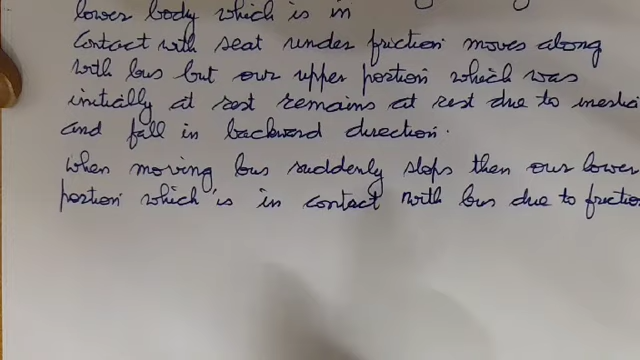 lower body which is in
contact with seat under friction moves along
with bus but our upper portion which was
initially at rest remains at rest due to inertia
and fall in backward direction.
When moving bus suddenly stops then our lower
portion which is in contact with bus due to friction